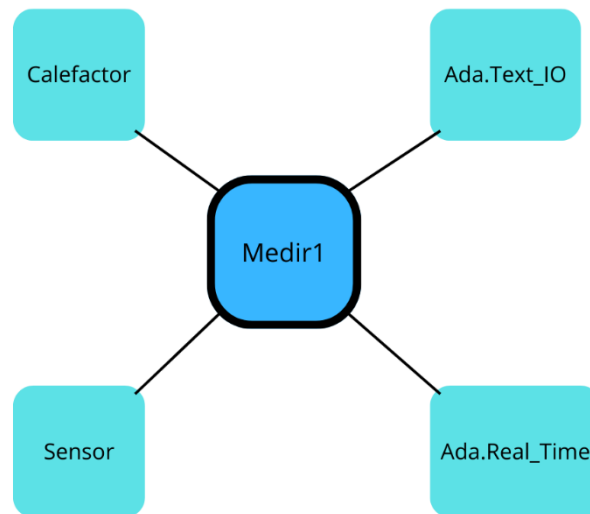 Calefactor
Ada.Text_IO
Medir1
Sensor
Ada.Real_Time